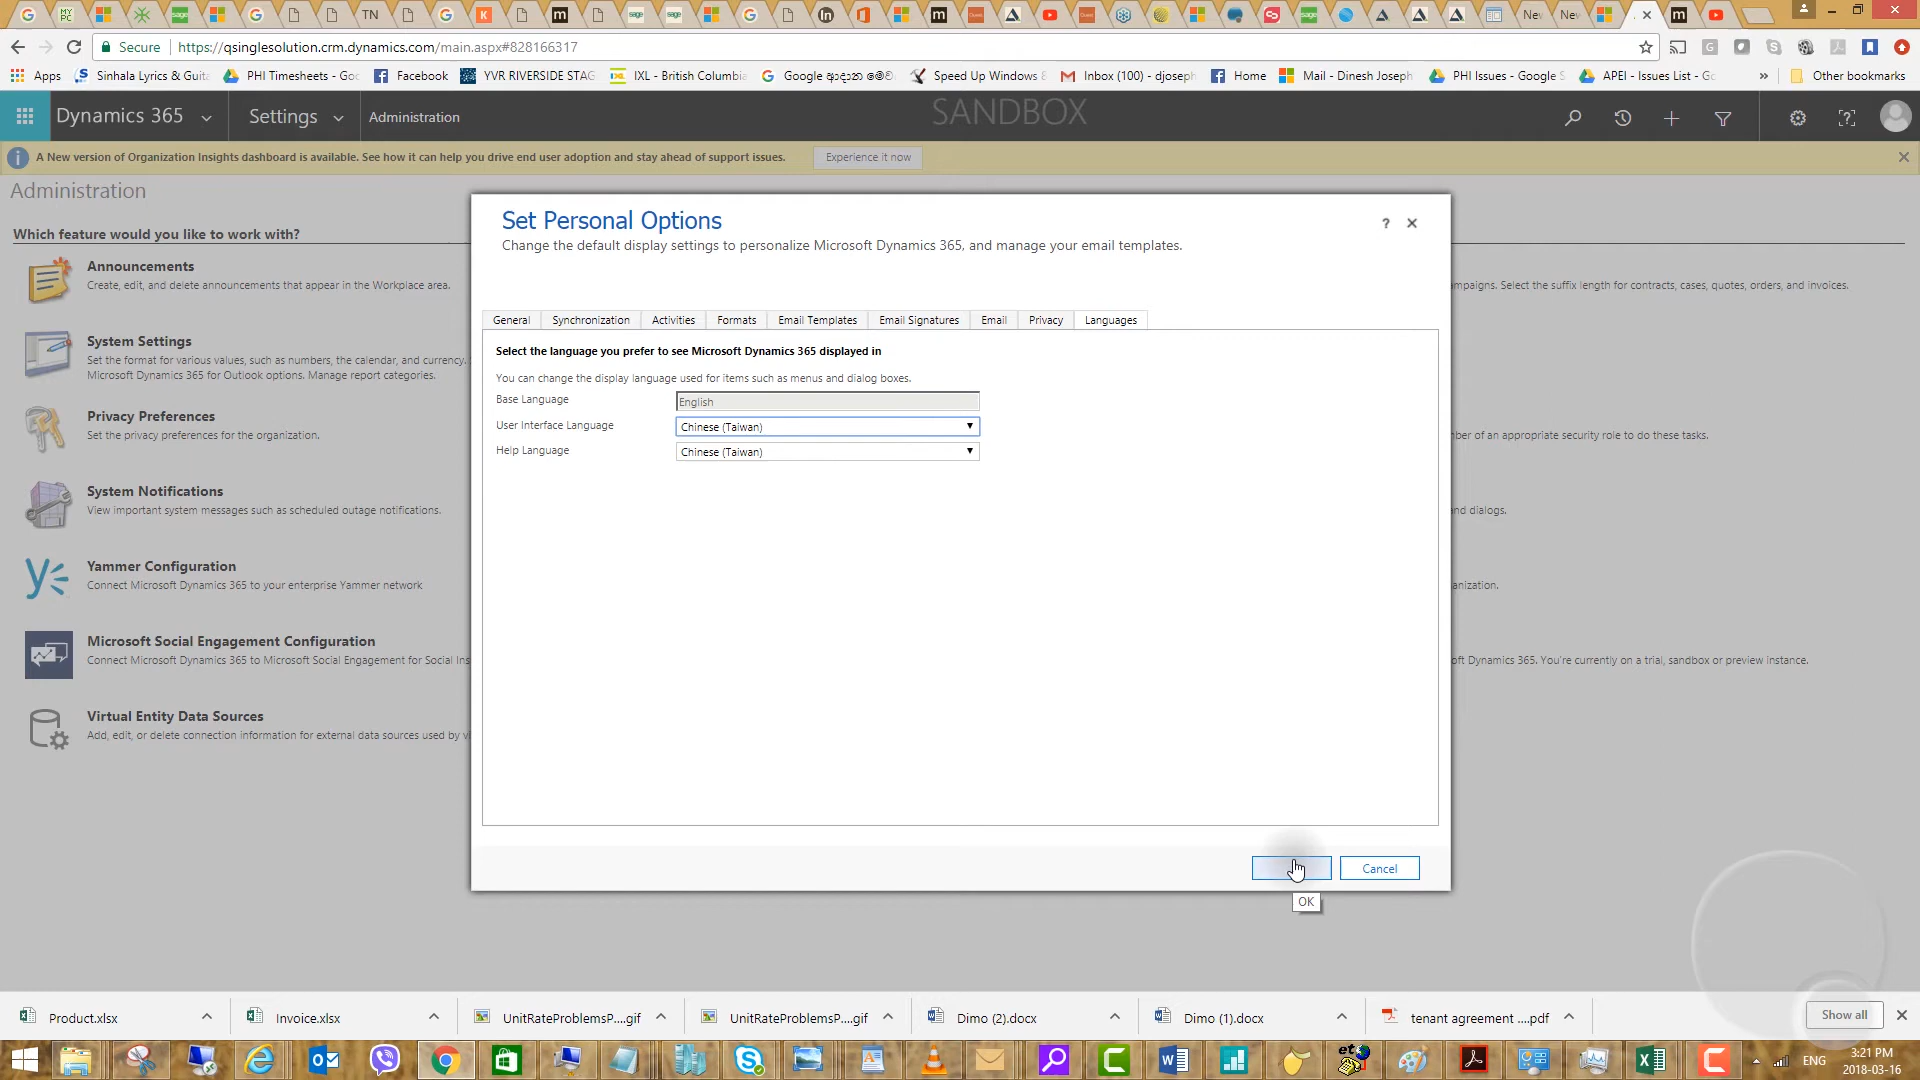 TN
New
New
Secure
https://qsinglesolution.crm.dynamics.com/main.aspx#828166317
Apps
Sinhala Lyrics & Guita
PHI Timesheets - Goo
Facebook
YVR RIVERSIDE STAG
IXL - British Columbia
Speed Up Windows 8
Inbox (100) - djoseph
Home
Mail - Dinesh Joseph
PHI Issues - Google S
APEI - Issues List - Go
»
Other bookmarks
Dynamics 365
Settings
Administration
SANDBOX
A New version of Organization Insights dashboard is available. See how it can help you drive end user adoption and stay ahead of support issues.
Experience it now
Administration
Which feature would you like to work with?
Announcements
Create, edit, and delete announcements that appear in the Workplace area.
System Settings
Set the format for various values, such as numbers, the calendar, and currency.
Microsoft Dynamics 365 for Outlook options. Manage report categories.
Privacy Preferences
Set the privacy preferences for the organization.
System Notifications
View important system messages such as scheduled outage notifications.
Yammer Configuration
Connect Microsoft Dynamics 365 to your enterprise Yammer network
Microsoft Social Engagement Configuration
Connect Microsoft Dynamics 365 to Microsoft Social Engagement for Social Ins
Virtual Entity Data Sources
Add, edit, or delete connection information for external data sources used by vi
mpaigns. Select the suffix length for contracts, cases, quotes, orders, and invoices.
nber of an appropriate security role to do these tasks.
nd dialogs.
anization.
oft Dynamics 365. You're currently on a trial, sandbox or preview instance.
Set Personal Options
Change the default display settings to personalize Microsoft Dynamics 365, and manage your email templates.
General
Synchronization
Activities
Formats
Email Templates
Email Signatures
Email
Privacy
Languages
Select the language you prefer to see Microsoft Dynamics 365 displayed in
You can change the display language used for items such as menus and dialog boxes.
Base Language
English
User Interface Language
Chinese (Taiwan)
Help Language
Chinese (Taiwan)
Cancel
OK
Product.xlsx
Invoice.xlsx
UnitRateProblemsP....gif
UnitRateProblemsP....gif
Dimo (2).docx
Dimo (1).docx
tenant agreement ....pdf
Show all
ENG
3:21 PM
2018-03-16